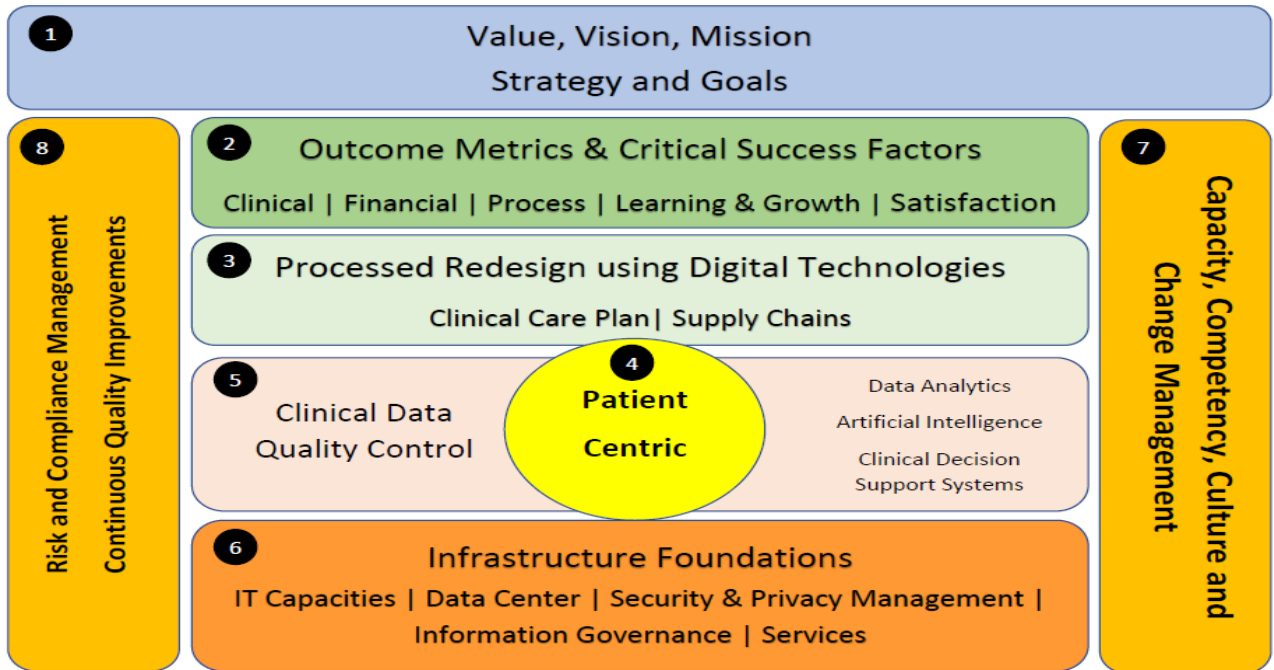 1
Value, Vision, Mission
Strategy and Goals
8
Risk and Compliance Management
Continuous Quality Improvements
2
Outcome Metrics & Critical Success Factors
Clinical | Financial | Process | Learning & Growth | Satisfaction
3
Processed Redesign using Digital Technologies
Clinical Care Plan| Supply Chains
4
Patient
Centric
5
Clinical Data
Quality Control
Data Analytics
Artificial Intelligence
Clinical Decision
Support Systems
6
Infrastructure Foundations
IT Capacities | Data Center | Security & Privacy Management |
Information Governance | Services
7
Capacity, Competency, Culture and
Change Management